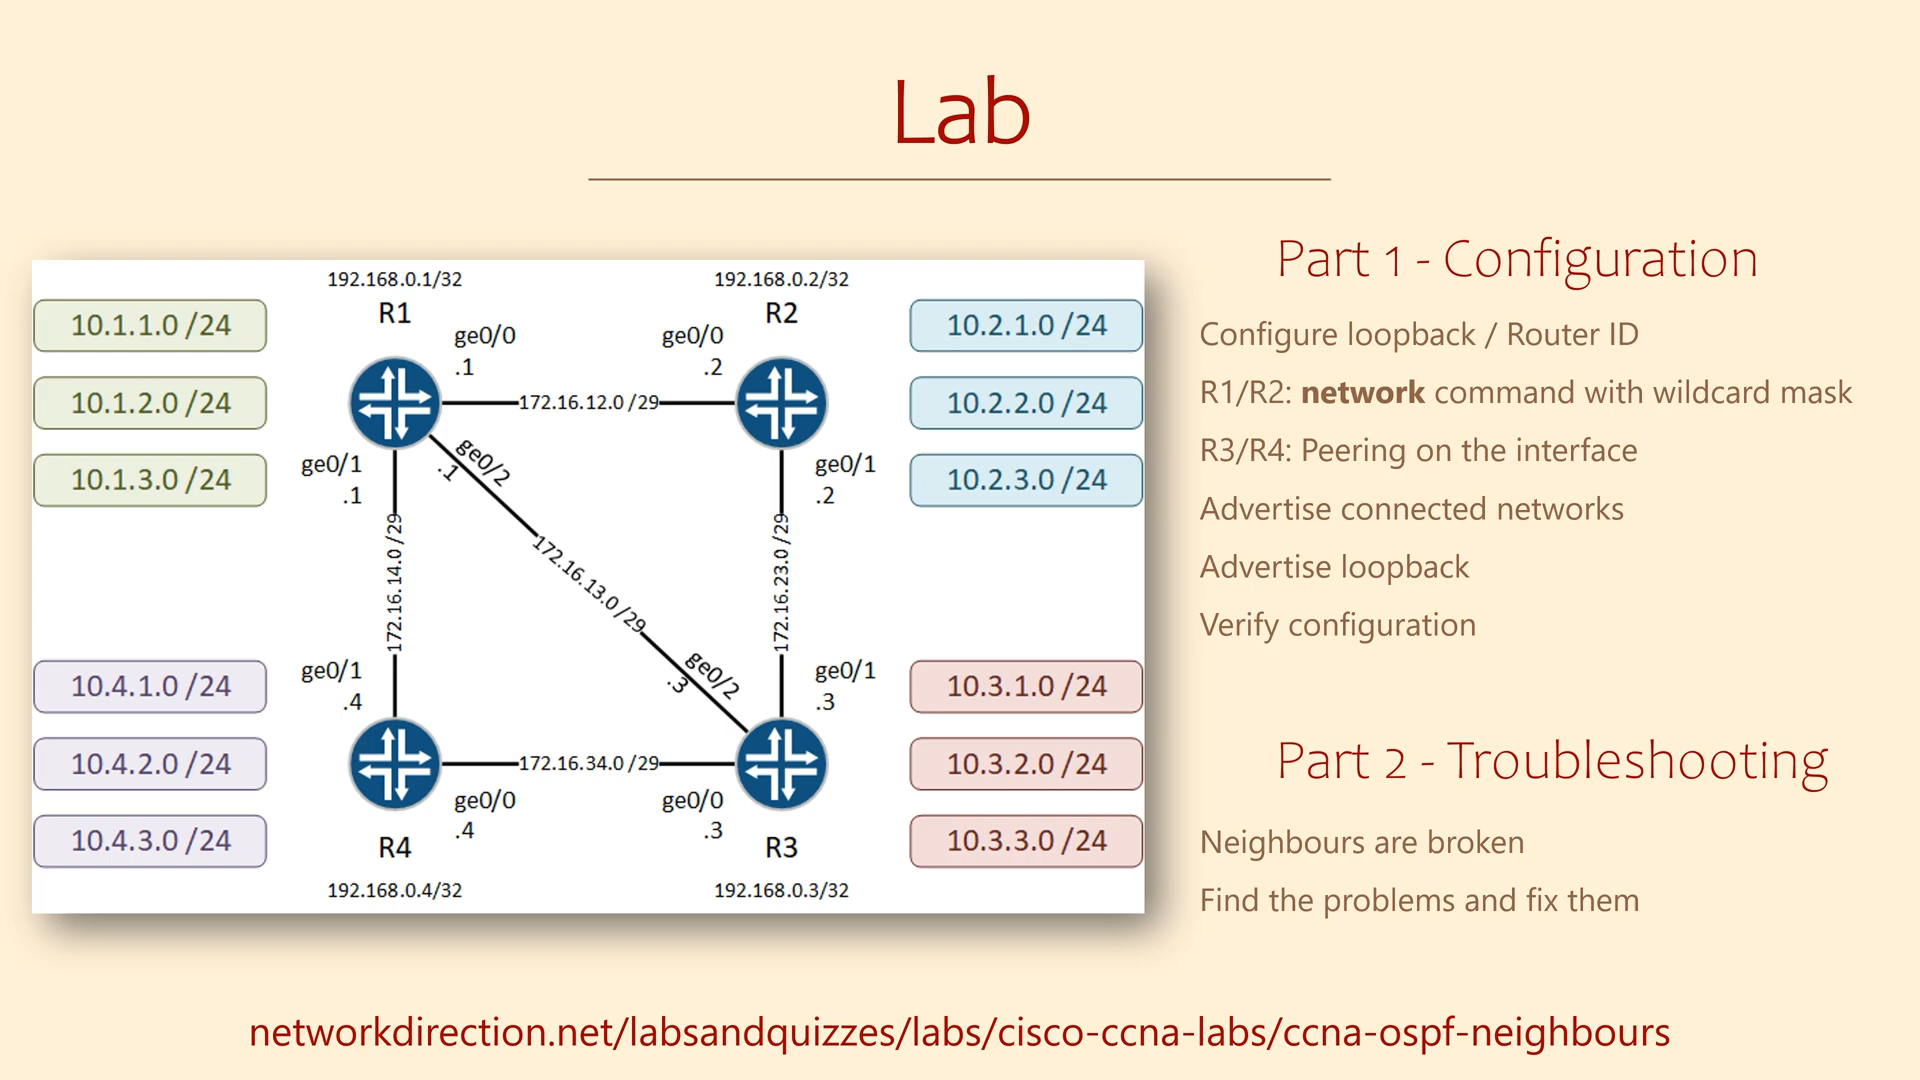 Lab
192.168.0.1/32
192.168.0.2/32
R1
R2
10.1.1.0 /24
10.1.2.0 /24
10.1.3.0 /24
ge0/0
.1
ge0/0
.2
10.2.1.0 /24
10.2.2.0 /24
10.2.3.0 /24
172.16.12.0 /29
ge0/1
.1
ge0/2
.1
ge0/1
.2
172.16.14.0 /29
172.16.13.0 /29
172.16.23.0 /29
ge0/1
.4
ge0/2
.3
ge0/1
.3
10.4.1.0 /24
10.4.2.0 /24
10.4.3.0 /24
172.16.34.0 /29
ge0/0
.4
ge0/0
.3
10.3.1.0 /24
10.3.2.0 /24
10.3.3.0 /24
R4
R3
192.168.0.4/32
192.168.0.3/32
Part 1 - Configuration
Configure loopback / Router ID
R1/R2: network command with wildcard mask
R3/R4: Peering on the interface
Advertise connected networks
Advertise loopback
Verify configuration
Part 2 - Troubleshooting
Neighbours are broken
Find the problems and fix them
networkdirection.net/labsandquizzes/labs/cisco-ccna-labs/ccna-ospf-neighbours